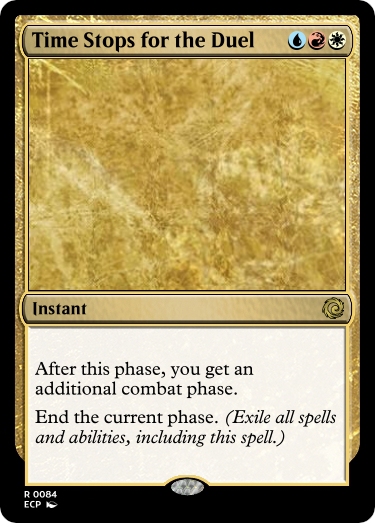 Time Stops for the Duel
Instant
After this phase, you get an
additional combat phase.
End the current phase. (Exile all spells
and abilities, including this spell.)
R 0084
ECP